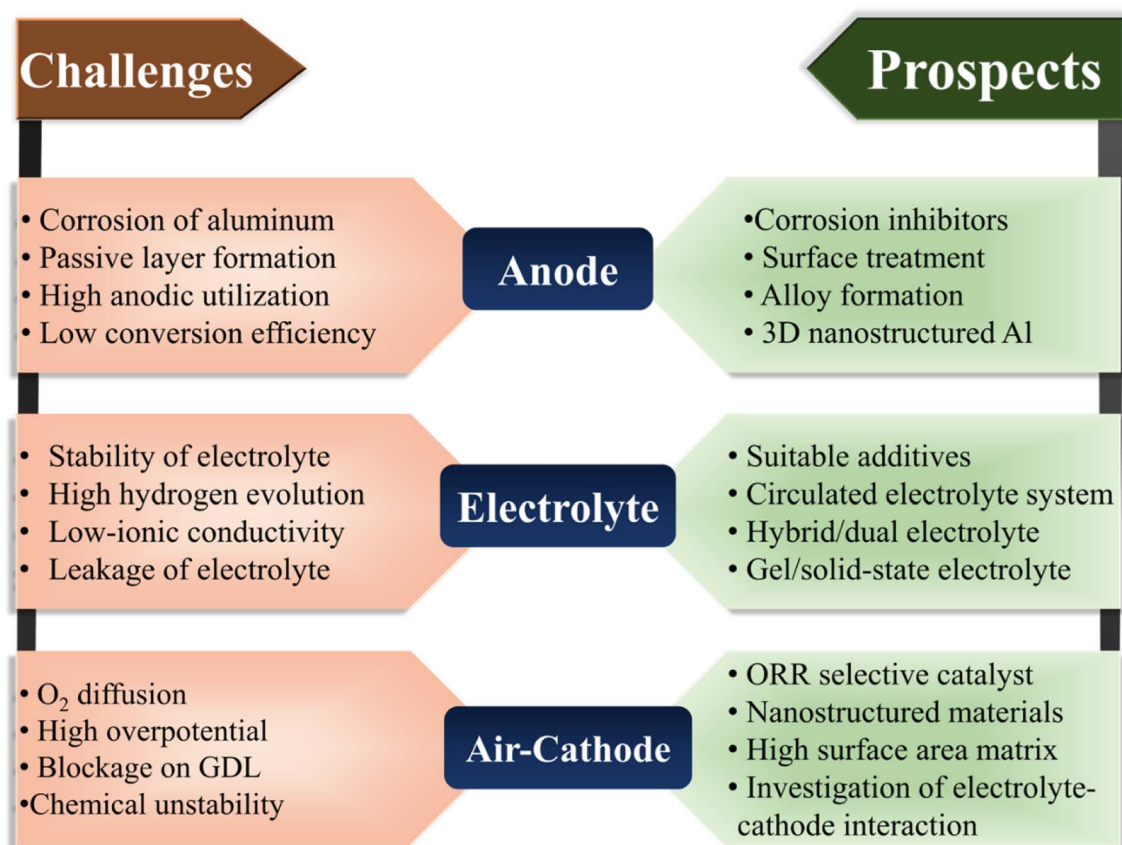 Challenges
Prospects
• Corrosion of aluminum
• Passive layer formation
• High anodic utilization
• Low conversion efficiency
Anode
•Corrosion inhibitors
• Surface treatment
• Alloy formation
• 3D nanostructured Al
• Stability of electrolyte
• High hydrogen evolution
• Low-ionic conductivity
• Leakage of electrolyte
Electrolyte
• Suitable additives
• Circulated electrolyte system
• Hybrid/dual electrolyte
• Gel/solid-state electrolyte
• O₂ diffusion
• High overpotential
• Blockage on GDL
•Chemical unstability
Air-Cathode
• ORR selective catalyst
• Nanostructured materials
• High surface area matrix
• Investigation of electrolyte-
cathode interaction